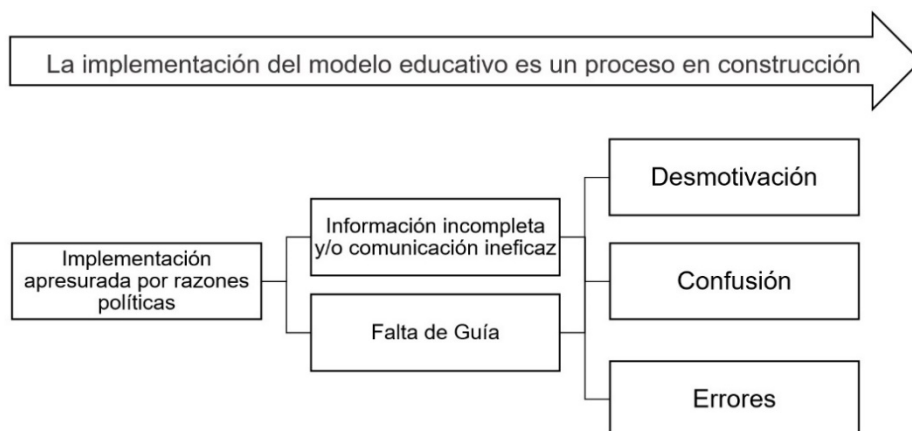 La implementación del modelo educativo es un proceso en construcción
Implementación
apresurada por razones
políticas
Información incompleta
y/o comunicación ineficaz
Falta de Guía
Desmotivación
Confusión
Errores